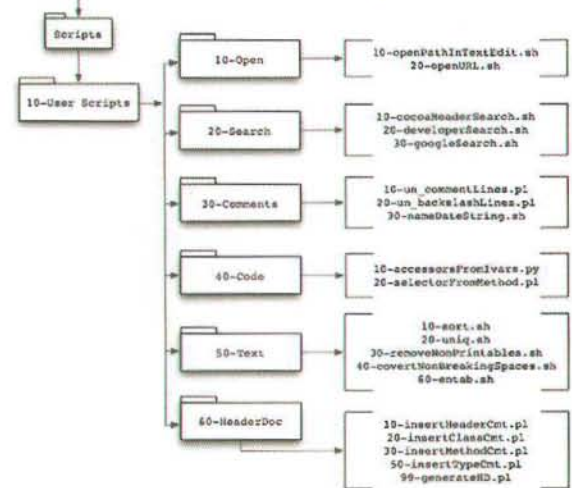 Scripts
10-User Scripts
10-Open
10-openPathInTextEdit.sh
20-openURL.sh
20-Search
10-cocoaHeaderSearch.sh
20-developerSearch.sh
30-googleSearch.sh
30-Comments
10-un_commentLines.pl
20-un_backslashLines.pl
30-nameDateString.sh
40-Code
10-accessorsFromIvars.py
20-selectorFromMethod.pl
50-Text
10-sort.sh
20-uniq.sh
30-removeNonPrintables.sh
40-covertNonBreakingSpaces.sh
60-entab.sh
60-HeaderDoc
10-insertHeaderCmt.pl
20-insertClassCmt.pl
30-insertMethodCmt.pl
50-insertTypeCmt.pl
99-generateHD.pl